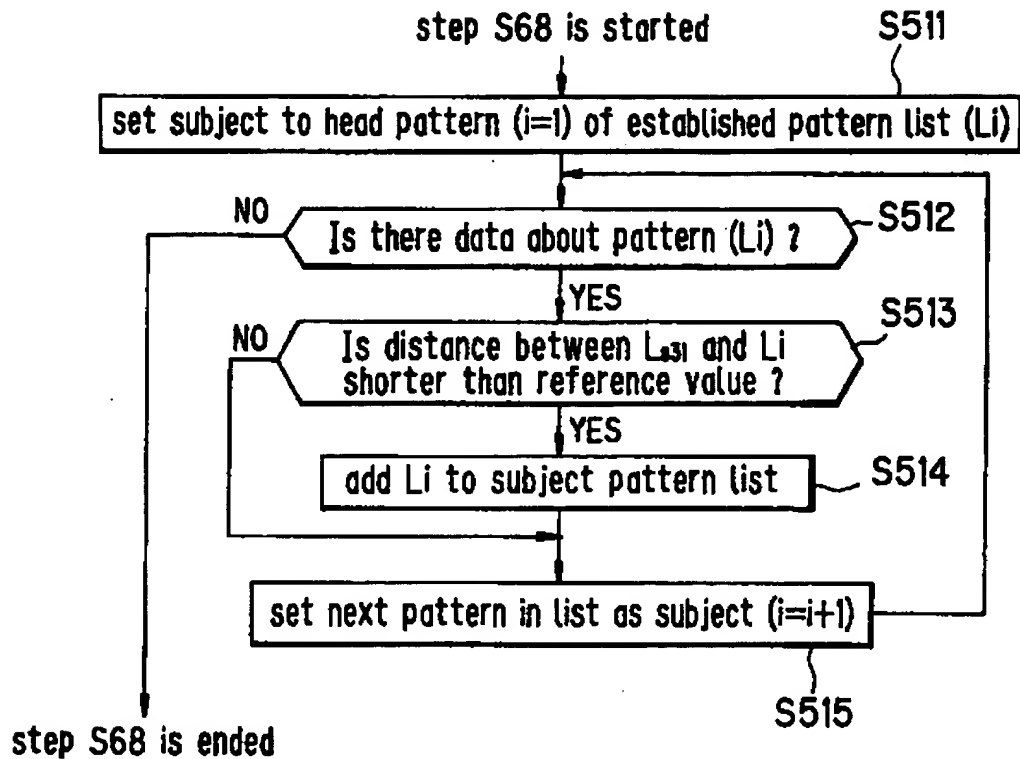 step S68 is started
S511
set subject to head pattern (i=1) of established pattern list (Li)
NO
Is there data about pattern (Li) ?
S512
YES
NO
Is distance between Ls31 and Li
shorter than reference value ?
S513
YES
add Li to subject pattern list
S514
set next pattern in list as subject (i=i+1)
S515
step S68 is ended